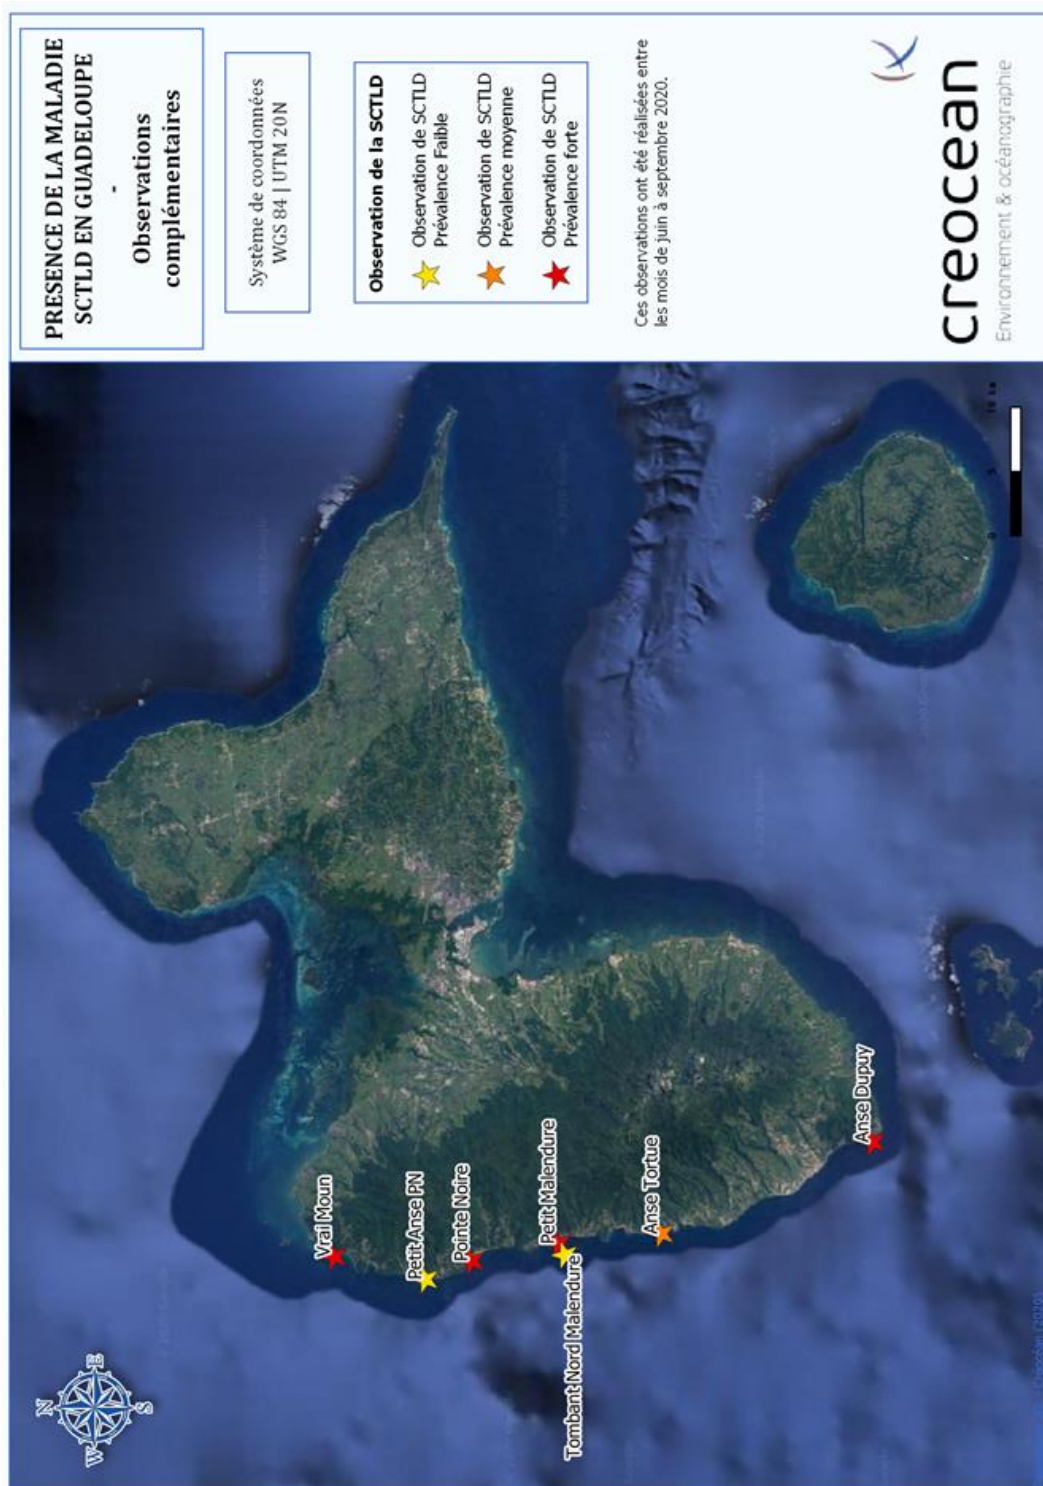 PRESENCE DE LA MALADIE
SCTLD EN GUADELOUPE
-
Observations
complémentaires
Système de coordonnées
WGS 84 | UTM 20N
Observation de la SCTLD
Observation de SCTLD
Prévalence Faible
Observation de SCTLD
Prévalence moyenne
Observation de SCTLD
Prévalence forte
Ces observations ont été réalisées entre
les mois de juin à septembre 2020.
creocean
Environnement & océanographie
N
W
E
S
Vrai Moun
Petit Anse PN
Pointe Noire
Petit Malendure
Tombant Nord Malendure
Anse Tortue
Anse Dupuy
0
5
10 km